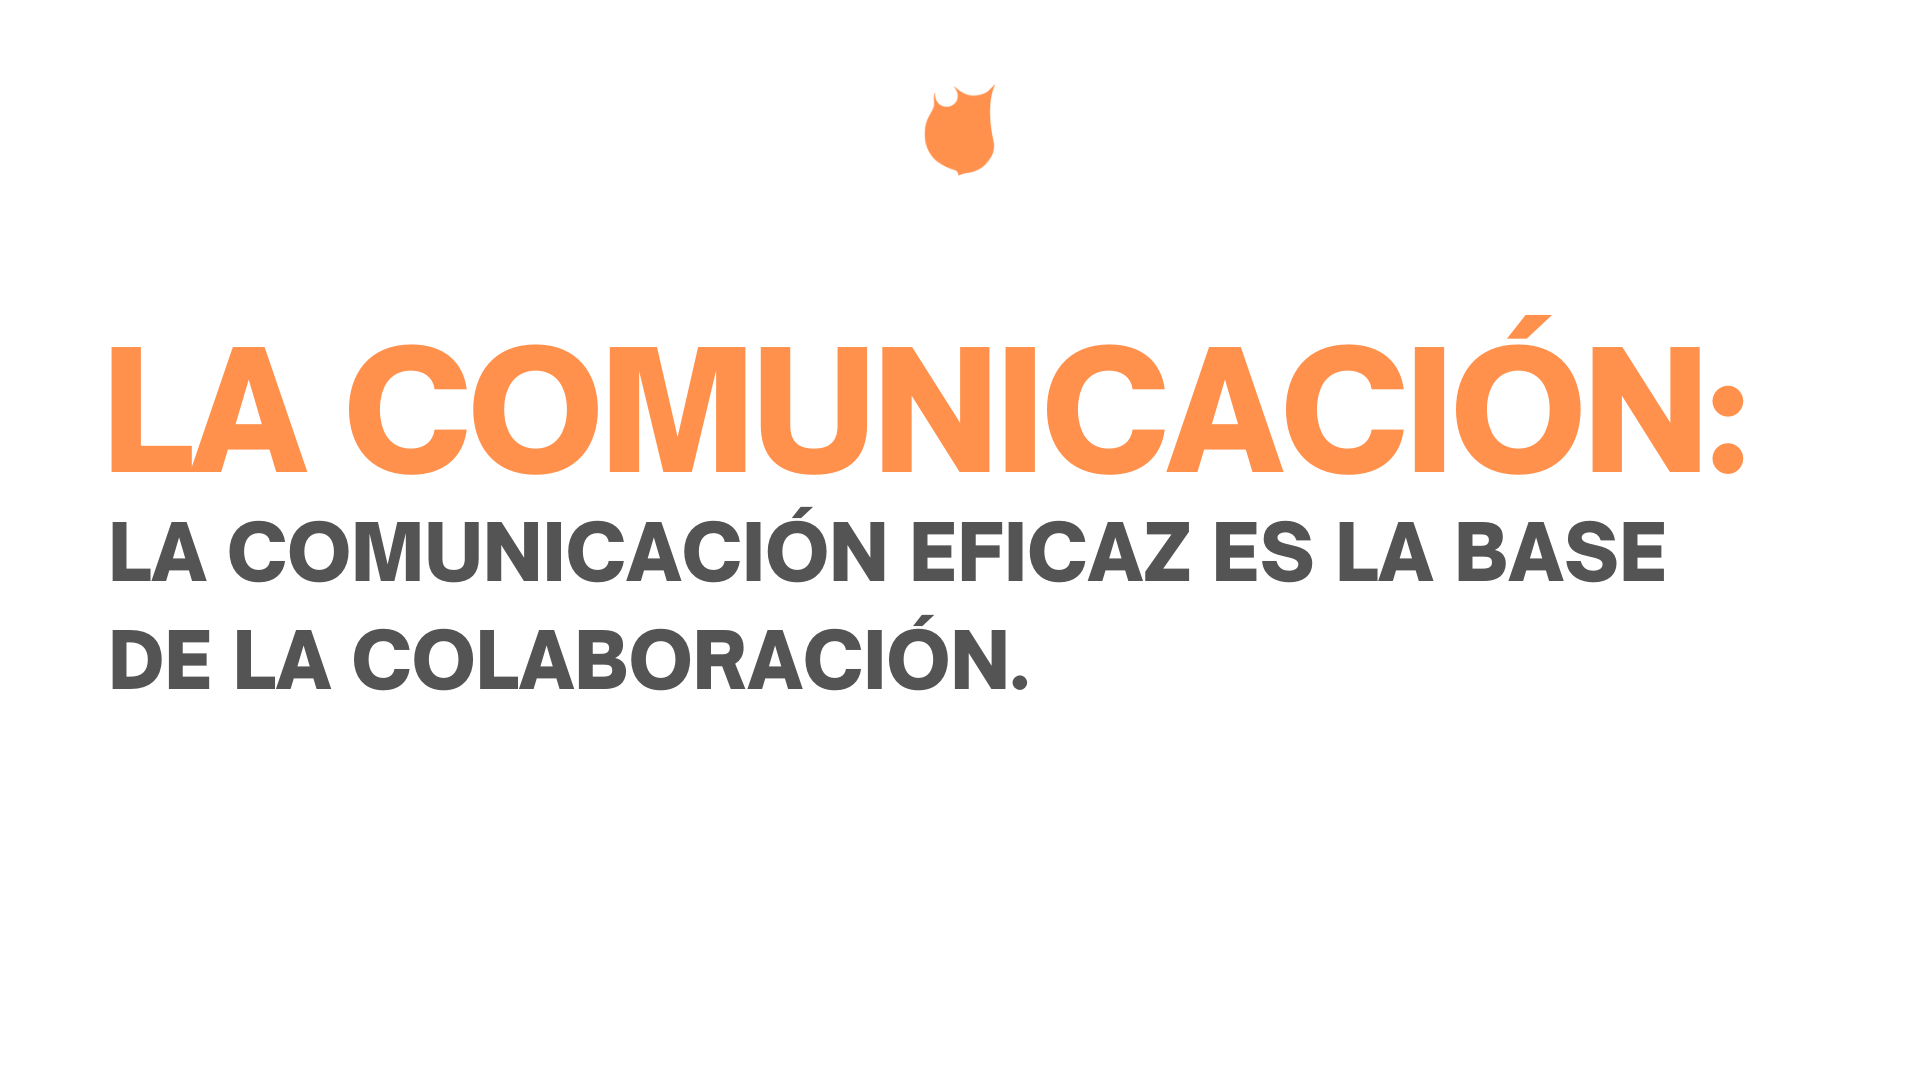 LA COMUNICACIÓN:
LA COMUNICACIÓN EFICAZ ES LA BASE
DE LA COLABORACIÓN.